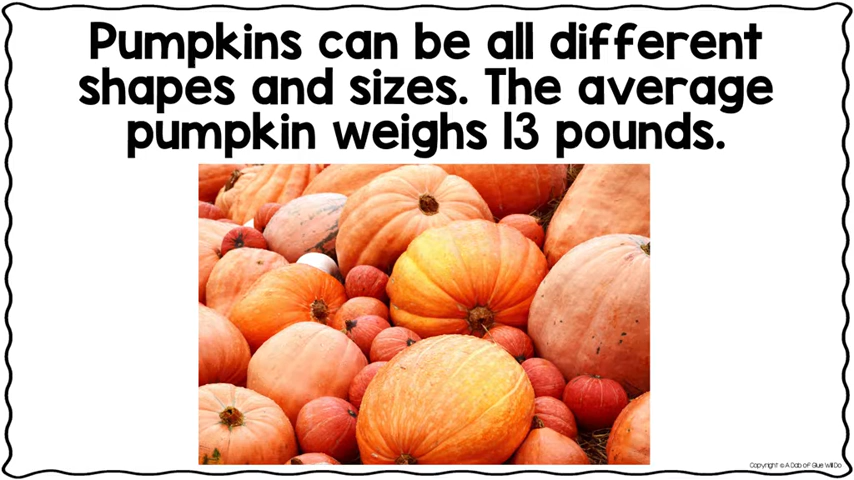 Pumpkins can be all different
shapes and sizes. The average
pumpkin weighs 13 pounds.
Copyright © A Dab of Glue Will Do